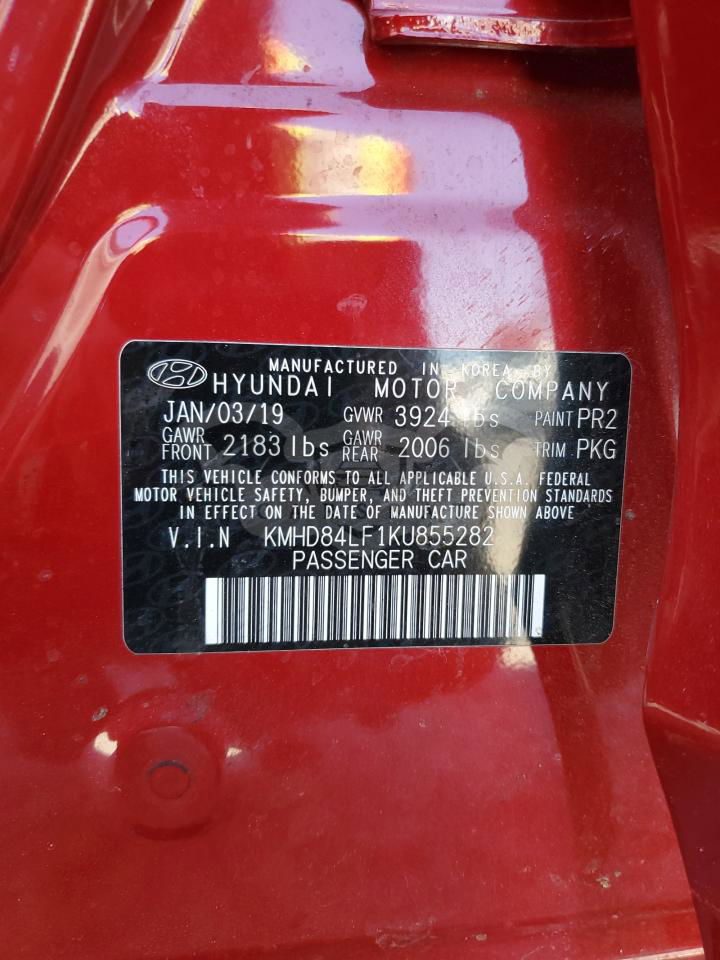 MANUFACTURED IN KOREA BY
HYUNDAI MOTOR COMPANY
JAN/03/19 GVWR 3924 lbs PAINT PR2
GAWR FRONT 2183 lbs GAWR REAR 2006 lbs TRIM PKG
THIS VEHICLE CONFORMS TO ALL APPLICABLE U.S.A. FEDERAL
MOTOR VEHICLE SAFETY, BUMPER, AND THEFT PREVENTION STANDARDS
IN EFFECT ON THE DATE OF MANUFACTURE SHOWN ABOVE
V.I.N KMHD84LF1KU855282
PASSENGER CAR